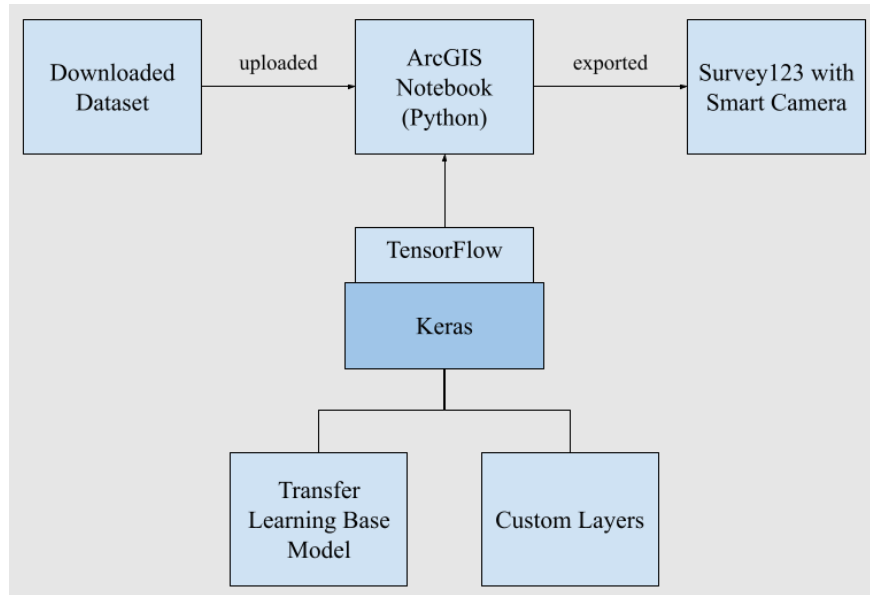 Downloaded
Dataset
uploaded
ArcGIS
Notebook
(Python)
exported
Survey123 with
Smart Camera
TensorFlow
Keras
Transfer
Learning Base
Model
Custom Layers